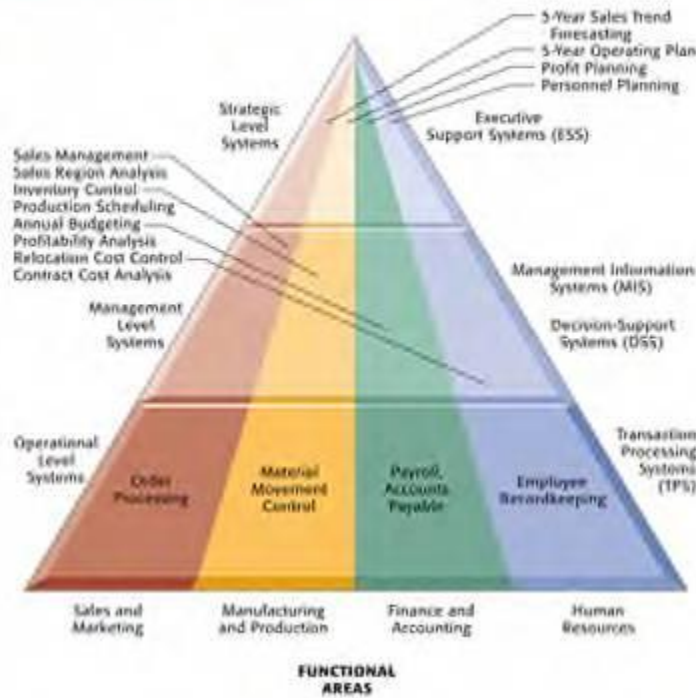 5-Year Sales Trend
Forecasting
5-Year Operating Plan
Profit Planning
Personnel Planning
Strategic
Level
Systems
Executive
Support Systems (ESS)
Sales Management
Sales Region Analysis
Inventory Control
Production Scheduling
Annual Budgeting
Profitability Analysis
Relocation Cost Control
Contract Cost Analysis
Management
Level
Systems
Management Information
Systems (MIS)
Decision-Support
Systems (DSS)
Operational
Level
Systems
Order
Processing
Material
Movement
Control
Payroll,
Accounts
Payable
Employee
Recordkeeping
Transaction
Processing
Systems
(TPS)
Sales and
Marketing
Manufacturing
and Production
Finance and
Accounting
Human
Resources
FUNCTIONAL
AREAS